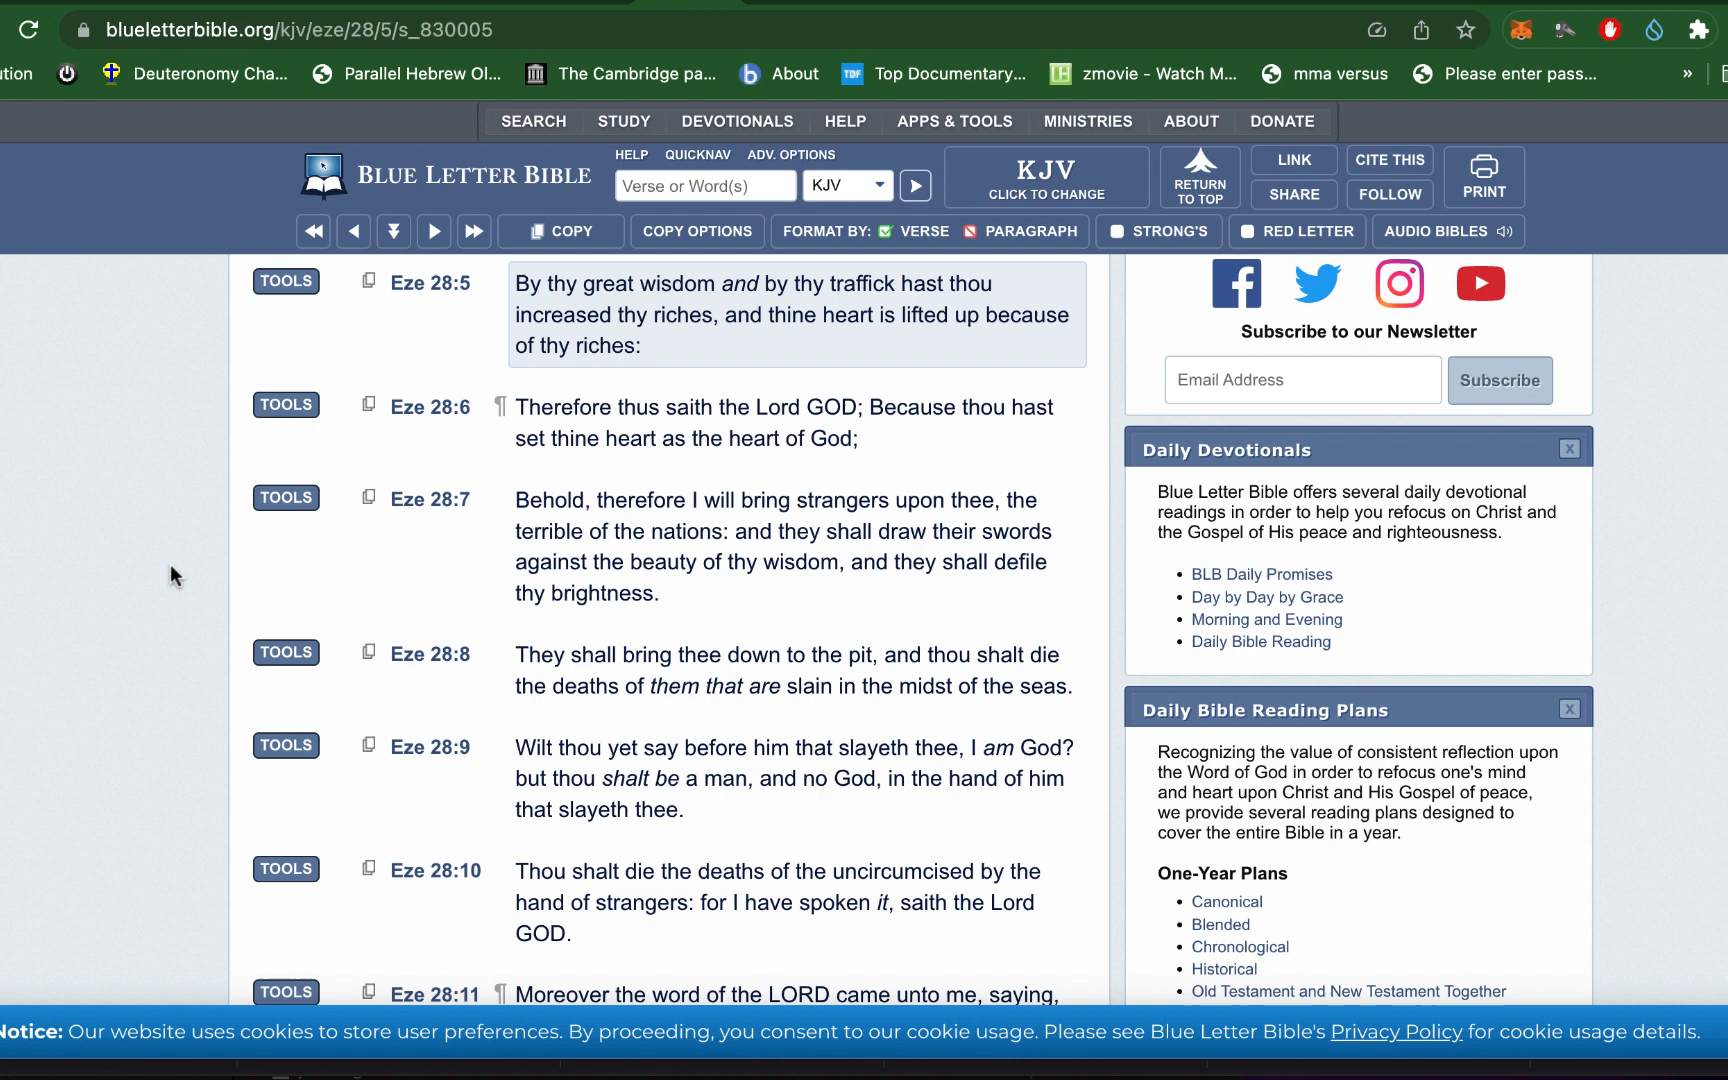 blueletterbible.org/kjv/eze/28/5/s_830005
ution Deuteronomy Cha... Parallel Hebrew Ol... The Cambridge pa... About TDF Top Documentary... zmovie - Watch M... mma versus Please enter pass... »
SEARCH STUDY DEVOTIONALS HELP APPS & TOOLS MINISTRIES ABOUT DONATE
BLUE LETTER BIBLE
HELP QUICKNAV ADV. OPTIONS
Verse or Word(s) KJV
KJV
CLICK TO CHANGE
RETURN
TO TOP
LINK CITE THIS
SHARE FOLLOW
PRINT
COPY COPY OPTIONS FORMAT BY: VERSE PARAGRAPH STRONG'S RED LETTER AUDIO BIBLES
TOOLS Eze 28:5 By thy great wisdom and by thy traffick hast thou
increased thy riches, and thine heart is lifted up because
of thy riches:
TOOLS Eze 28:6 ¶ Therefore thus saith the Lord GOD; Because thou hast
set thine heart as the heart of God;
TOOLS Eze 28:7 Behold, therefore I will bring strangers upon thee, the
terrible of the nations: and they shall draw their swords
against the beauty of thy wisdom, and they shall defile
thy brightness.
TOOLS Eze 28:8 They shall bring thee down to the pit, and thou shalt die
the deaths of them that are slain in the midst of the seas.
TOOLS Eze 28:9 Wilt thou yet say before him that slayeth thee, I am God?
but thou shalt be a man, and no God, in the hand of him
that slayeth thee.
TOOLS Eze 28:10 Thou shalt die the deaths of the uncircumcised by the
hand of strangers: for I have spoken it, saith the Lord
GOD.
TOOLS Eze 28:11 ¶ Moreover the word of the LORD came unto me, saying,
Subscribe to our Newsletter
Email Address Subscribe
Daily Devotionals X
Blue Letter Bible offers several daily devotional
readings in order to help you refocus on Christ and
the Gospel of His peace and righteousness.
• BLB Daily Promises
• Day by Day by Grace
• Morning and Evening
• Daily Bible Reading
Daily Bible Reading Plans X
Recognizing the value of consistent reflection upon
the Word of God in order to refocus one's mind
and heart upon Christ and His Gospel of peace,
we provide several reading plans designed to
cover the entire Bible in a year.
One-Year Plans
• Canonical
• Blended
• Chronological
• Historical
• Old Testament and New Testament Together
Notice: Our website uses cookies to store user preferences. By proceeding, you consent to our cookie usage. Please see Blue Letter Bible's Privacy Policy for cookie usage details.